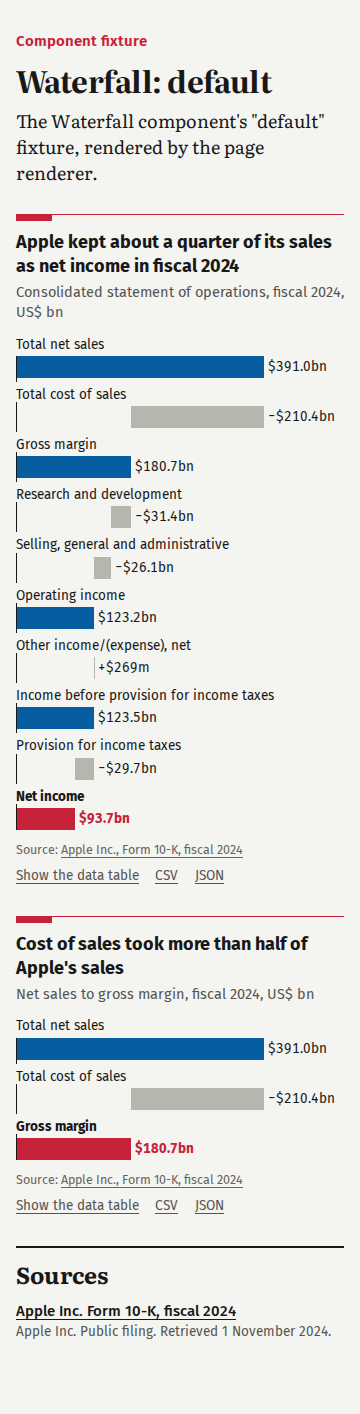 Component fixture
Waterfall: default
The Waterfall component's "default"
fixture, rendered by the page
renderer.
Apple kept about a quarter of its sales
as net income in fiscal 2024
Consolidated statement of operations, fiscal 2024,
US$ bn
Total net sales
$391.0bn
Total cost of sales
−$210.4bn
Gross margin
$180.7bn
Research and development
−$31.4bn
Selling, general and administrative
−$26.1bn
Operating income
$123.2bn
Other income/(expense), net
+$269m
Income before provision for income taxes
$123.5bn
Provision for income taxes
−$29.7bn
Net income
$93.7bn
Source: Apple Inc., Form 10-K, fiscal 2024
Show the data table CSV JSON
Cost of sales took more than half of
Apple's sales
Net sales to gross margin, fiscal 2024, US$ bn
Total net sales
$391.0bn
Total cost of sales
−$210.4bn
Gross margin
$180.7bn
Source: Apple Inc., Form 10-K, fiscal 2024
Show the data table CSV JSON
Sources
Apple Inc. Form 10-K, fiscal 2024
Apple Inc. Public filing. Retrieved 1 November 2024.